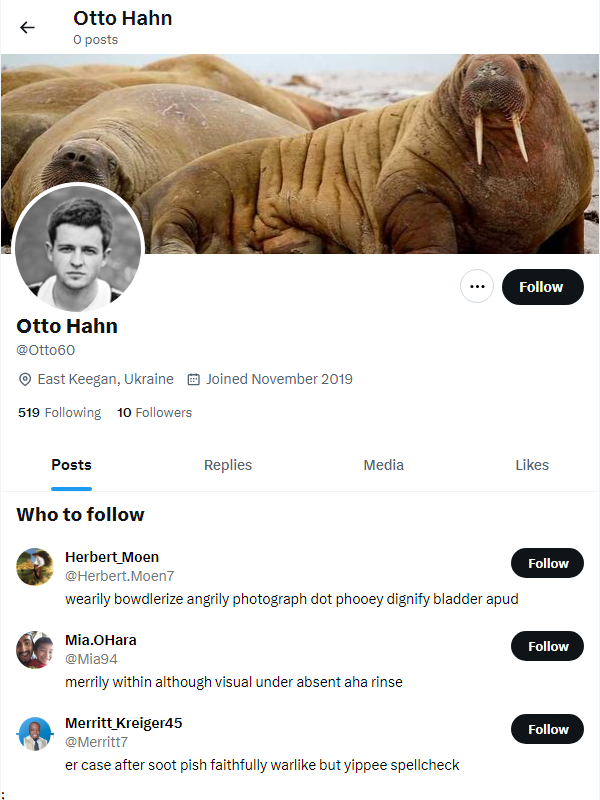 Otto Hahn
0 posts
Follow
Otto Hahn
@Otto60
East Keegan, Ukraine Joined November 2019
519 Following 10 Followers
Posts Replies Media Likes
Who to follow
Herbert_Moen
@Herbert.Moen7
Follow
wearily bowdlerize angrily photograph dot phooey dignify bladder apud
Mia.OHara
@Mia94
Follow
merrily within although visual under absent aha rinse
Merritt_Kreiger45
@Merritt7
Follow
er case after soot pish faithfully warlike but yippee spellcheck
;